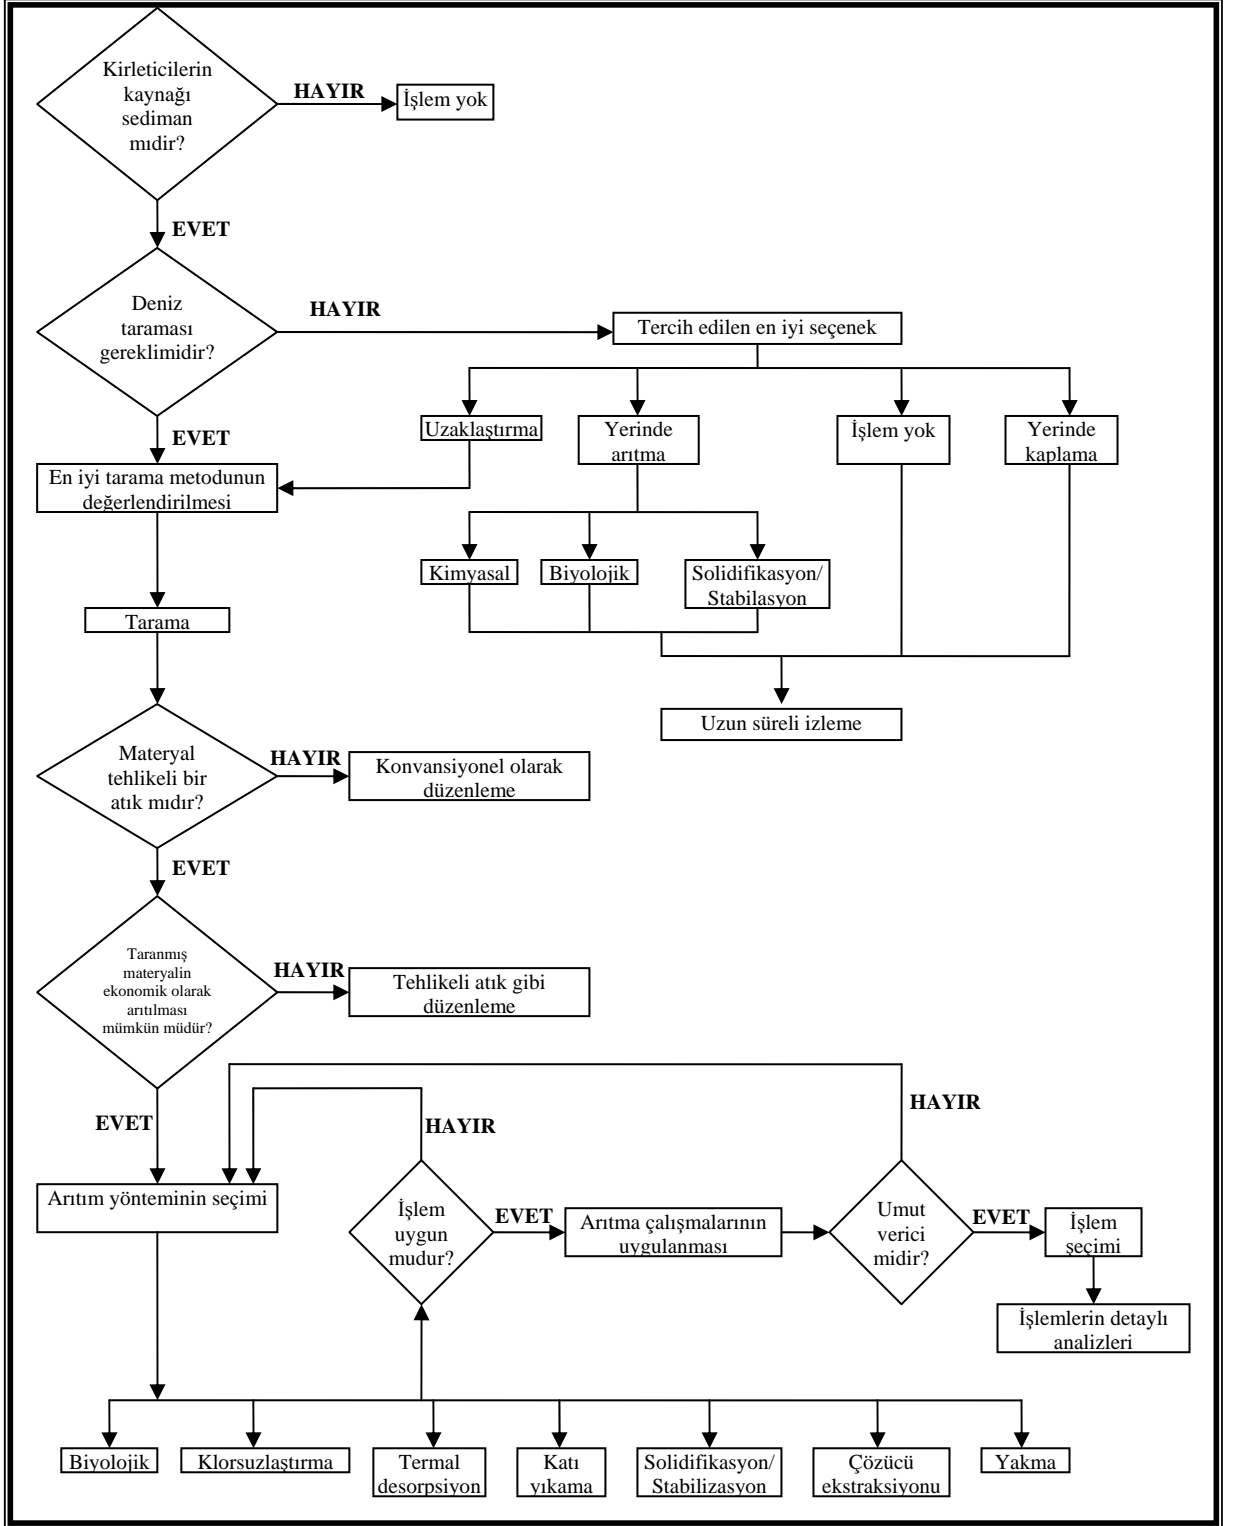 Kirleticilerin
kaynağı
sediman
mıdir?
HAYIR
İşlem yok
EVET
Deniz
taraması
gereklimidir?
HAYIR
Tercih edilen en iyi seçenek
EVET
Uzaklaştırma
Yerinde
arıtma
İşlem yok
Yerinde
kaplama
En iyi tarama metodunun
değerlendirilmesi
Kimyasal
Biyolojik
Solidifikasyon/
Stabilasyon
Tarama
Uzun süreli izleme
Materyal
tehlikeli bir
atık mıdır?
HAYIR
Konvansiyonel olarak
düzenleme
EVET
Taranmış
materyalin
ekonomik olarak
arıtılması
mümkün müdür?
HAYIR
Tehlikeli atık gibi
düzenleme
EVET
HAYIR
HAYIR
Arıtım yönteminin seçimi
İşlem
uygun
mudur?
EVET
Arıtma çalışmalarının
uygulanması
Umut
verici
midir?
EVET
İşlem
seçimi
İşlemlerin detaylı
analizleri
Biyolojik
Klorsuzlaştırma
Termal
desorpsiyon
Katı
yıkama
Solidifikasyon/
Stabilizasyon
Çözücü
ekstraksiyonu
Yakma